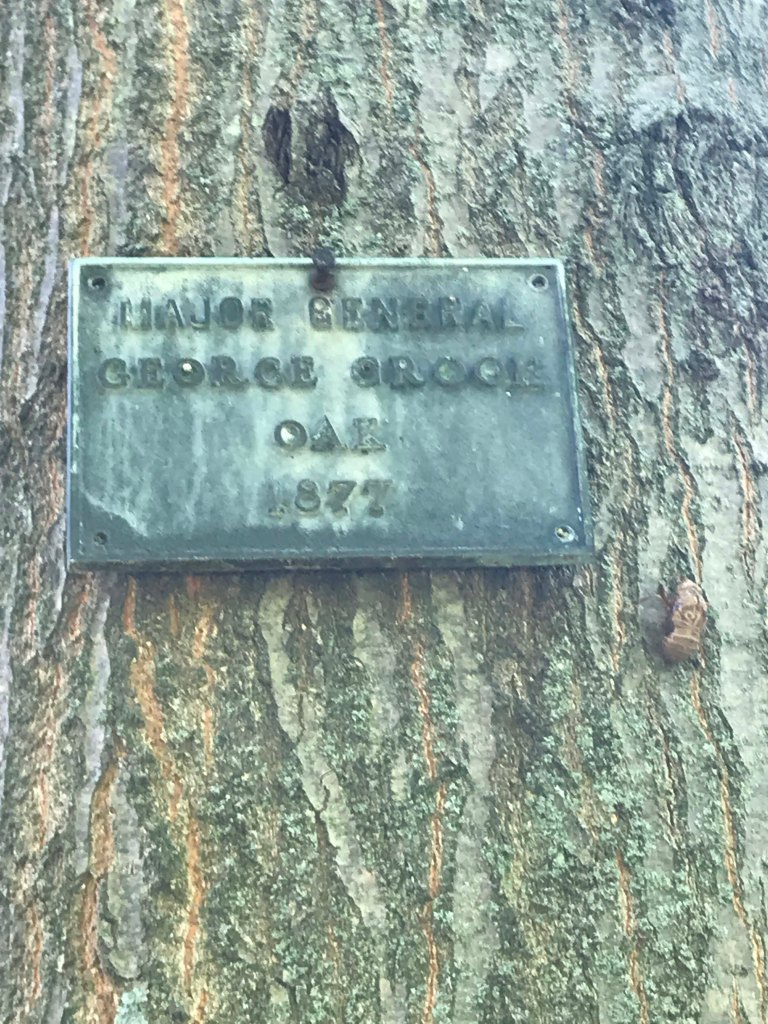 MAJOR GENERAL
GEORGE CROOK
OAK
1877